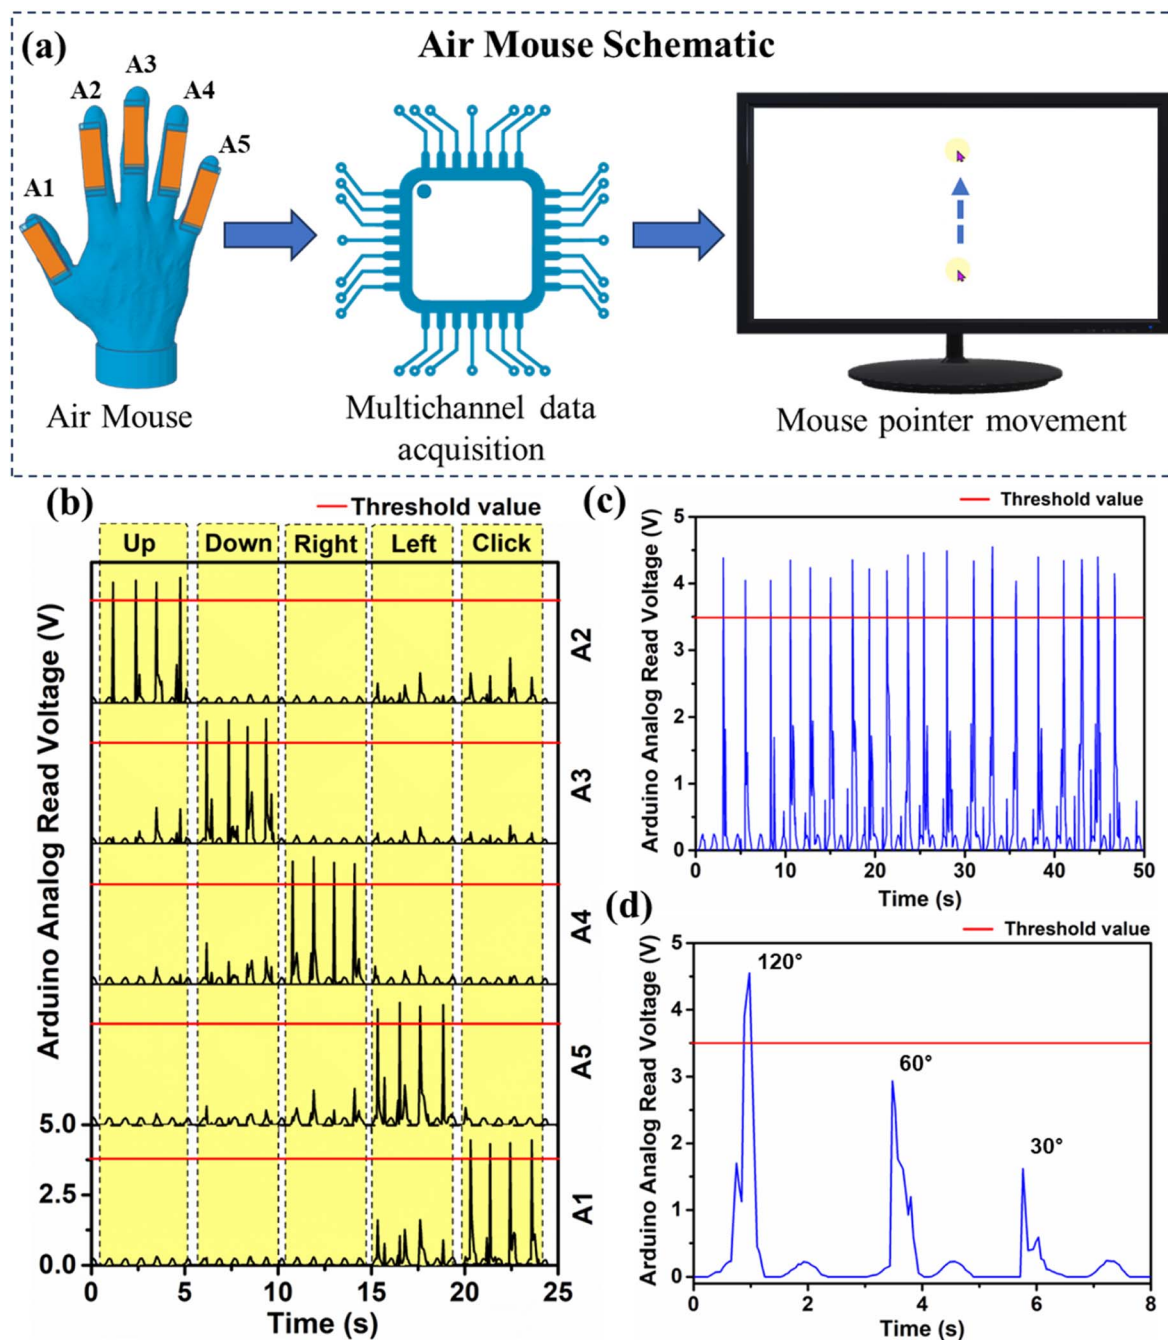 (a)
Air Mouse Schematic
A1
A2
A3
A4
A5
Air Mouse
Multichannel data
acquisition
Mouse pointer movement
(b)
Threshold value
Up
Down
Right
Left
Click
Arduino Analog Read Voltage (V)
5.0
2.5
0.0
A2
A3
A4
A5
A1
0
5
10
15
20
25
Time (s)
(c)
Threshold value
Arduino Analog Read Voltage (V)
5
4
3
2
1
0
0
10
20
30
40
50
Time (s)
(d)
Threshold value
Arduino Analog Read Voltage (V)
5
4
3
2
1
0
120°
60°
30°
0
2
4
6
8
Time (s)